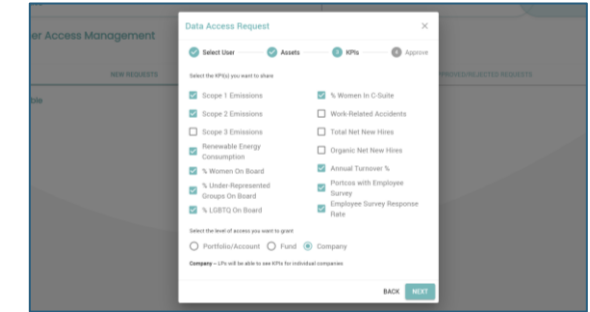 er Access Management
Data Access Request
Select User
Assets
3 KPIs
4 Approve
NEW REQUESTS
APPROVED/REJECTED REQUESTS
ble
Select the KPI(s) you want to share
Scope 1 Emissions
Scope 2 Emissions
Scope 3 Emissions
Renewable Energy
Consumption
% Women On Board
% Under-Represented
Groups On Board
% LGBTQ On Board
% Women In C-Suite
Work-Related Accidents
Total Net New Hires
Organic Net New Hires
Annual Turnover %
Portcos with Employee
Survey
Employee Survey Response
Rate
Select the level of access you want to grant
Portfolio/Account
Fund
Company
Company – LPs will be able to see KPIs for individual companies
BACK
NEXT